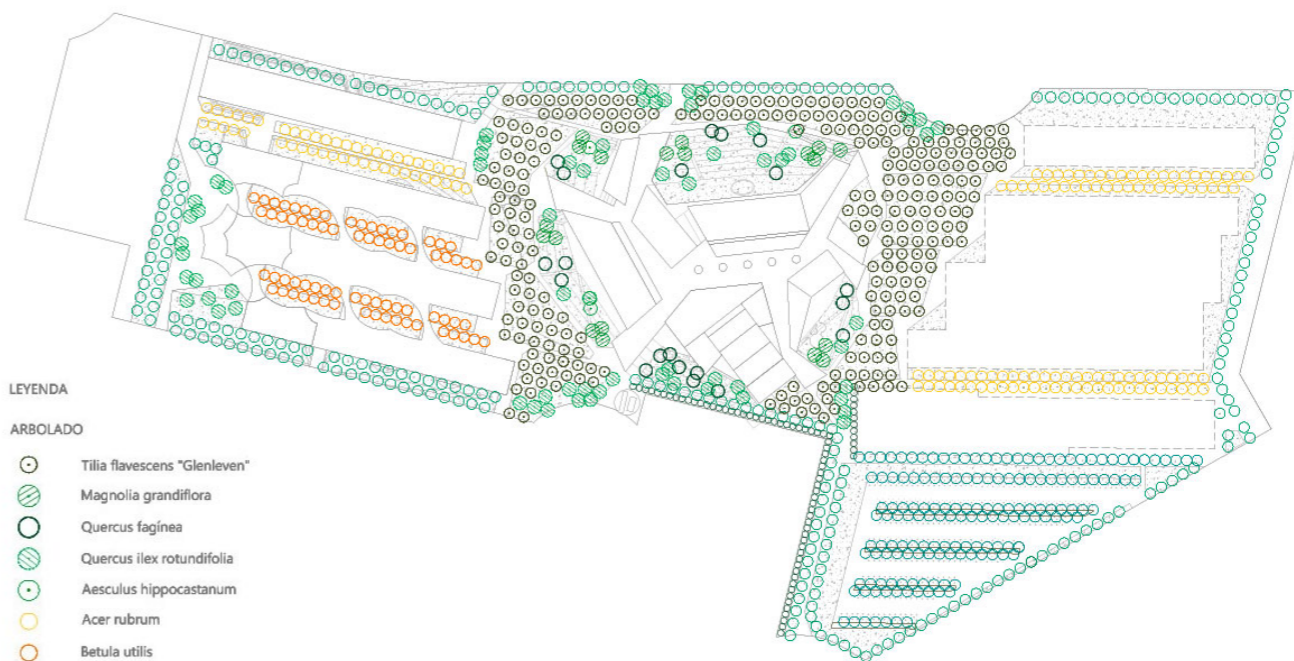 LEYENDA
ARBOLADO
Tilia flavescens "Glenleven"
Magnolia grandiflora
Quercus fagínea
Quercus ilex rotundifolia
Aesculus hippocastanum
Acer rubrum
Betula utilis